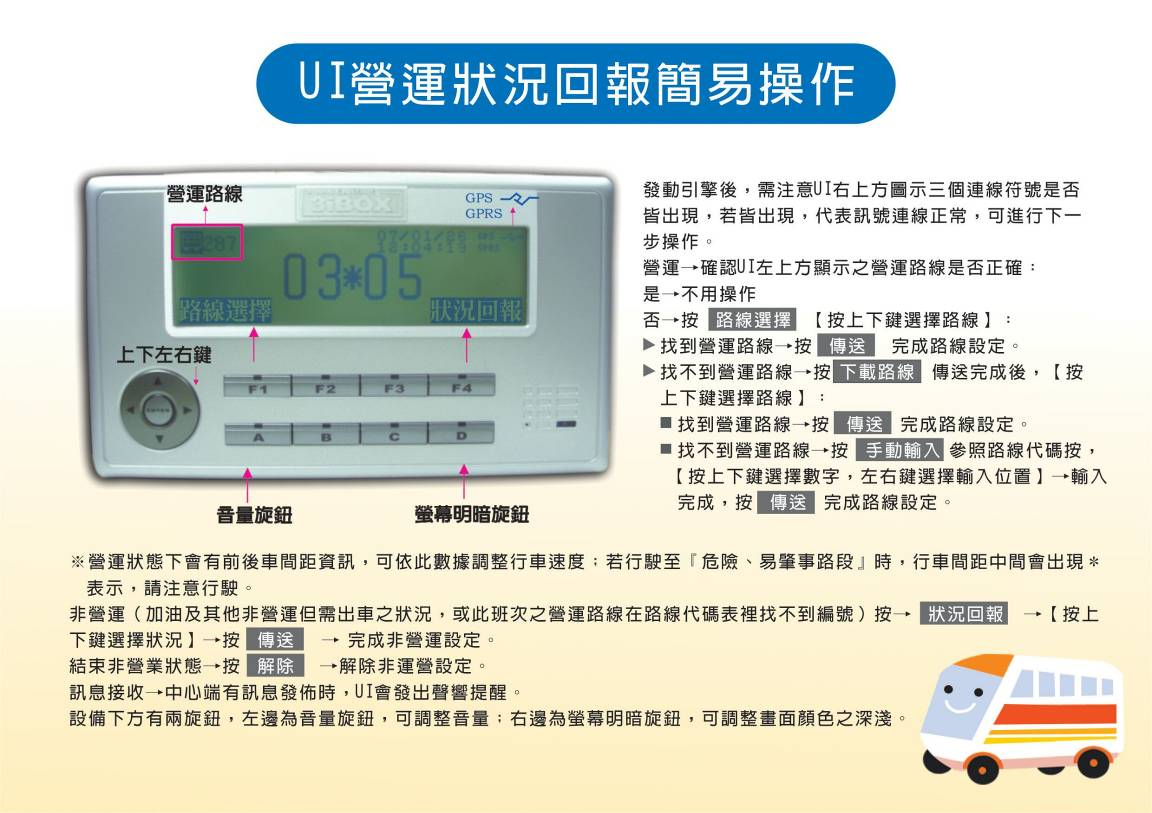 UI營運狀況回報簡易操作
營運路線
GPS
GPRS
3iBOX
287
07/01/26
12:04:19
03*05
路線選擇
狀況回報
上下左右鍵
F1 F2 F3 F4
ENTER
A B C D
音量旋鈕
螢幕明暗旋鈕
發動引擎後，需注意UI右上方圖示三個連線符號是否
皆出現，若皆出現，代表訊號連線正常，可進行下一
步操作。
營運→確認UI左上方顯示之營運路線是否正確：
是→不用操作
否→按 路線選擇 【按上下鍵選擇路線】：
▶找到營運路線→按 傳送 完成路線設定。
▶找不到營運路線→按 下載路線 傳送完成後，【按
上下鍵選擇路線】：
■找到營運路線→按 傳送 完成路線設定。
■找不到營運路線→按 手動輸入 參照路線代碼按，
【按上下鍵選擇數字，左右鍵選擇輸入位置】→輸入
完成，按 傳送 完成路線設定。
※營運狀態下會有前後車間距資訊，可依此數據調整行車速度；若行駛至『危險、易肇事路段』時，行車間距中間會出現＊
表示，請注意行駛。
非營運（加油及其他非營運但需出車之狀況，或此班次之營運路線在路線代碼表裡找不到編號）按→ 狀況回報 →【按上
下鍵選擇狀況】→按 傳送 → 完成非營運設定。
結束非營業狀態→按 解除 →解除非運營設定。
訊息接收→中心端有訊息發佈時，UI會發出聲響提醒。
設備下方有兩旋鈕，左邊為音量旋鈕，可調整音量；右邊為螢幕明暗旋鈕，可調整畫面顏色之深淺。